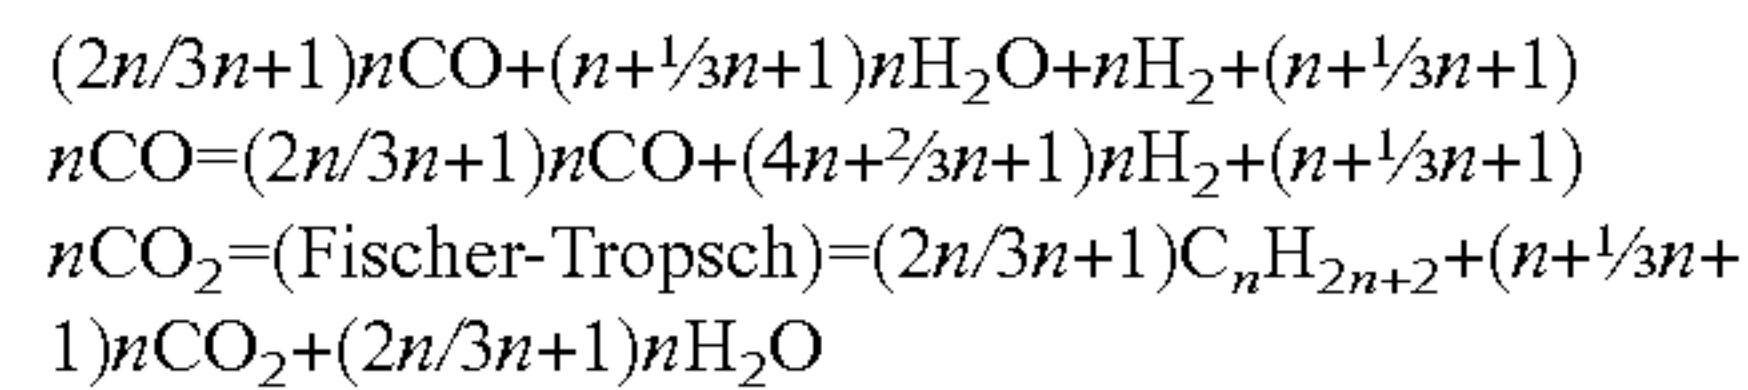 (2n/3n+1)nCO+(n+⅓n+1)nH₂O+nH₂+(n+⅓n+1)
nCO=(2n/3n+1)nCO+(4n+⅔n+1)nH₂+(n+⅓n+1)
nCO₂=(Fischer-Tropsch)=(2n/3n+1)CₙH₂ₙ₊₂+(n+⅓n+
1)nCO₂+(2n/3n+1)nH₂O